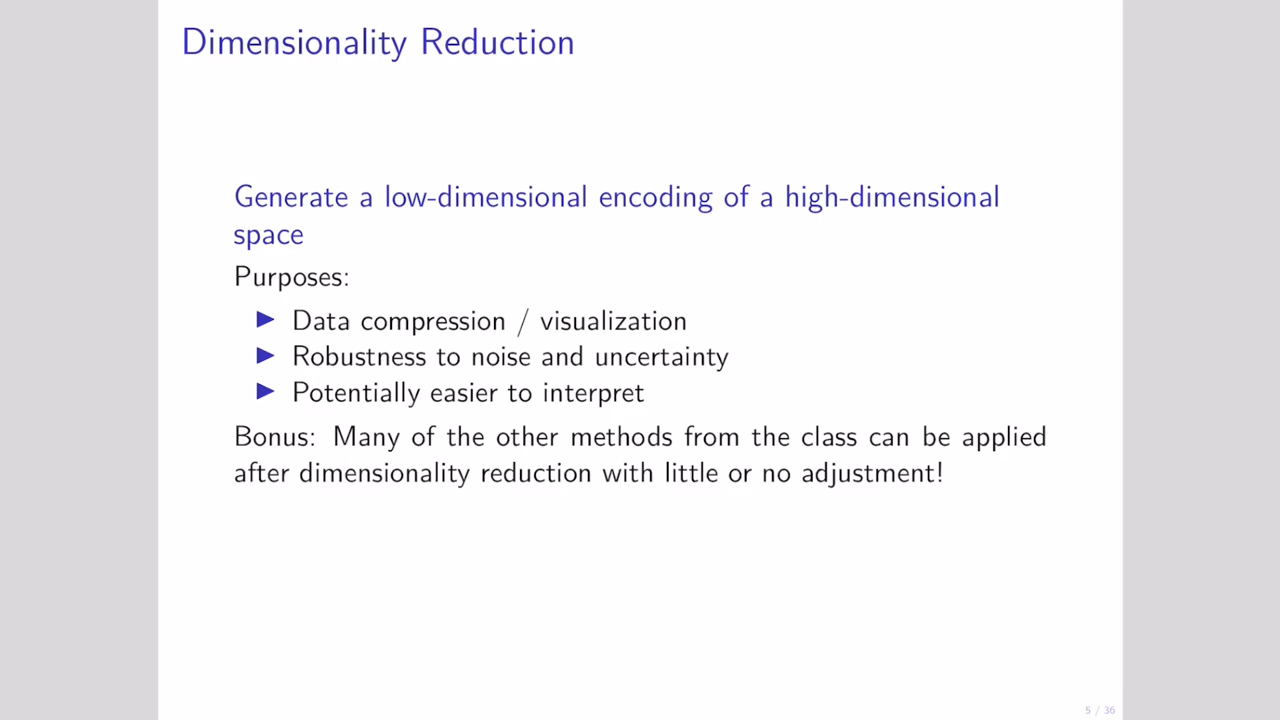 Dimensionality Reduction
Generate a low-dimensional encoding of a high-dimensional
space
Purposes:
▶ Data compression / visualization
▶ Robustness to noise and uncertainty
▶ Potentially easier to interpret
Bonus: Many of the other methods from the class can be applied
after dimensionality reduction with little or no adjustment!
5 / 36